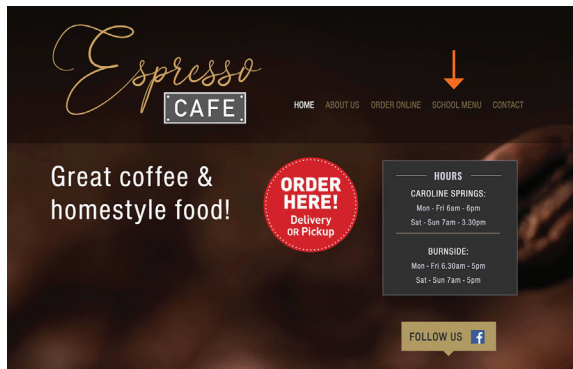 Espresso
CAFE
HOME ABOUT US ORDER ONLINE SCHOOL MENU CONTACT
Great coffee &
homestyle food!
ORDER
HERE!
Delivery
OR Pickup
HOURS
CAROLINE SPRINGS:
Mon - Fri 6am - 6pm
Sat - Sun 7am - 3.30pm
BURNSIDE:
Mon - Fri 6.30am - 5pm
Sat - Sun 7am - 5pm
FOLLOW US f